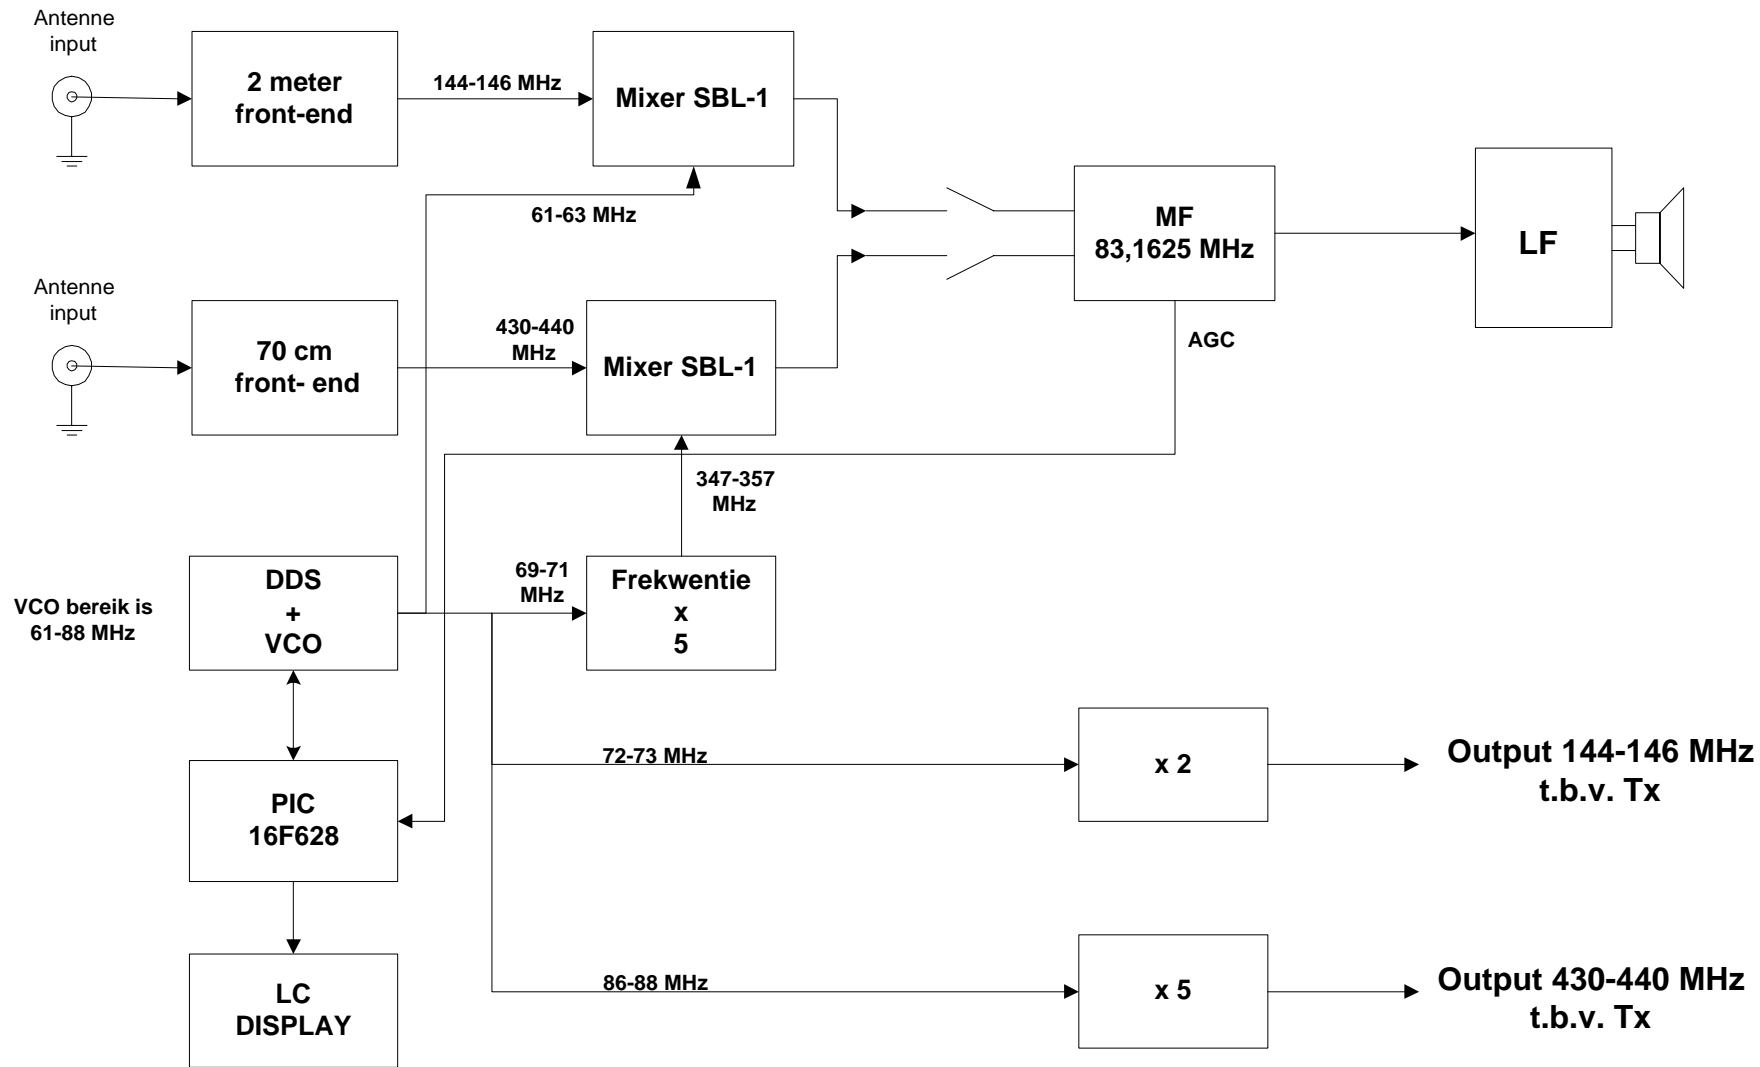 Antenne
input
2 meter
front-end
144-146 MHz
Mixer SBL-1
61-63 MHz
MF
83,1625 MHz
LF
Antenne
input
70 cm
front- end
430-440
MHz
Mixer SBL-1
AGC
347-357
MHz
VCO bereik is
61-88 MHz
DDS
+
VCO
69-71
MHz
Frekwentie
x
5
72-73 MHz
x 2
Output 144-146 MHz
t.b.v. Tx
PIC
16F628
86-88 MHz
x 5
Output 430-440 MHz
t.b.v. Tx
LC
DISPLAY